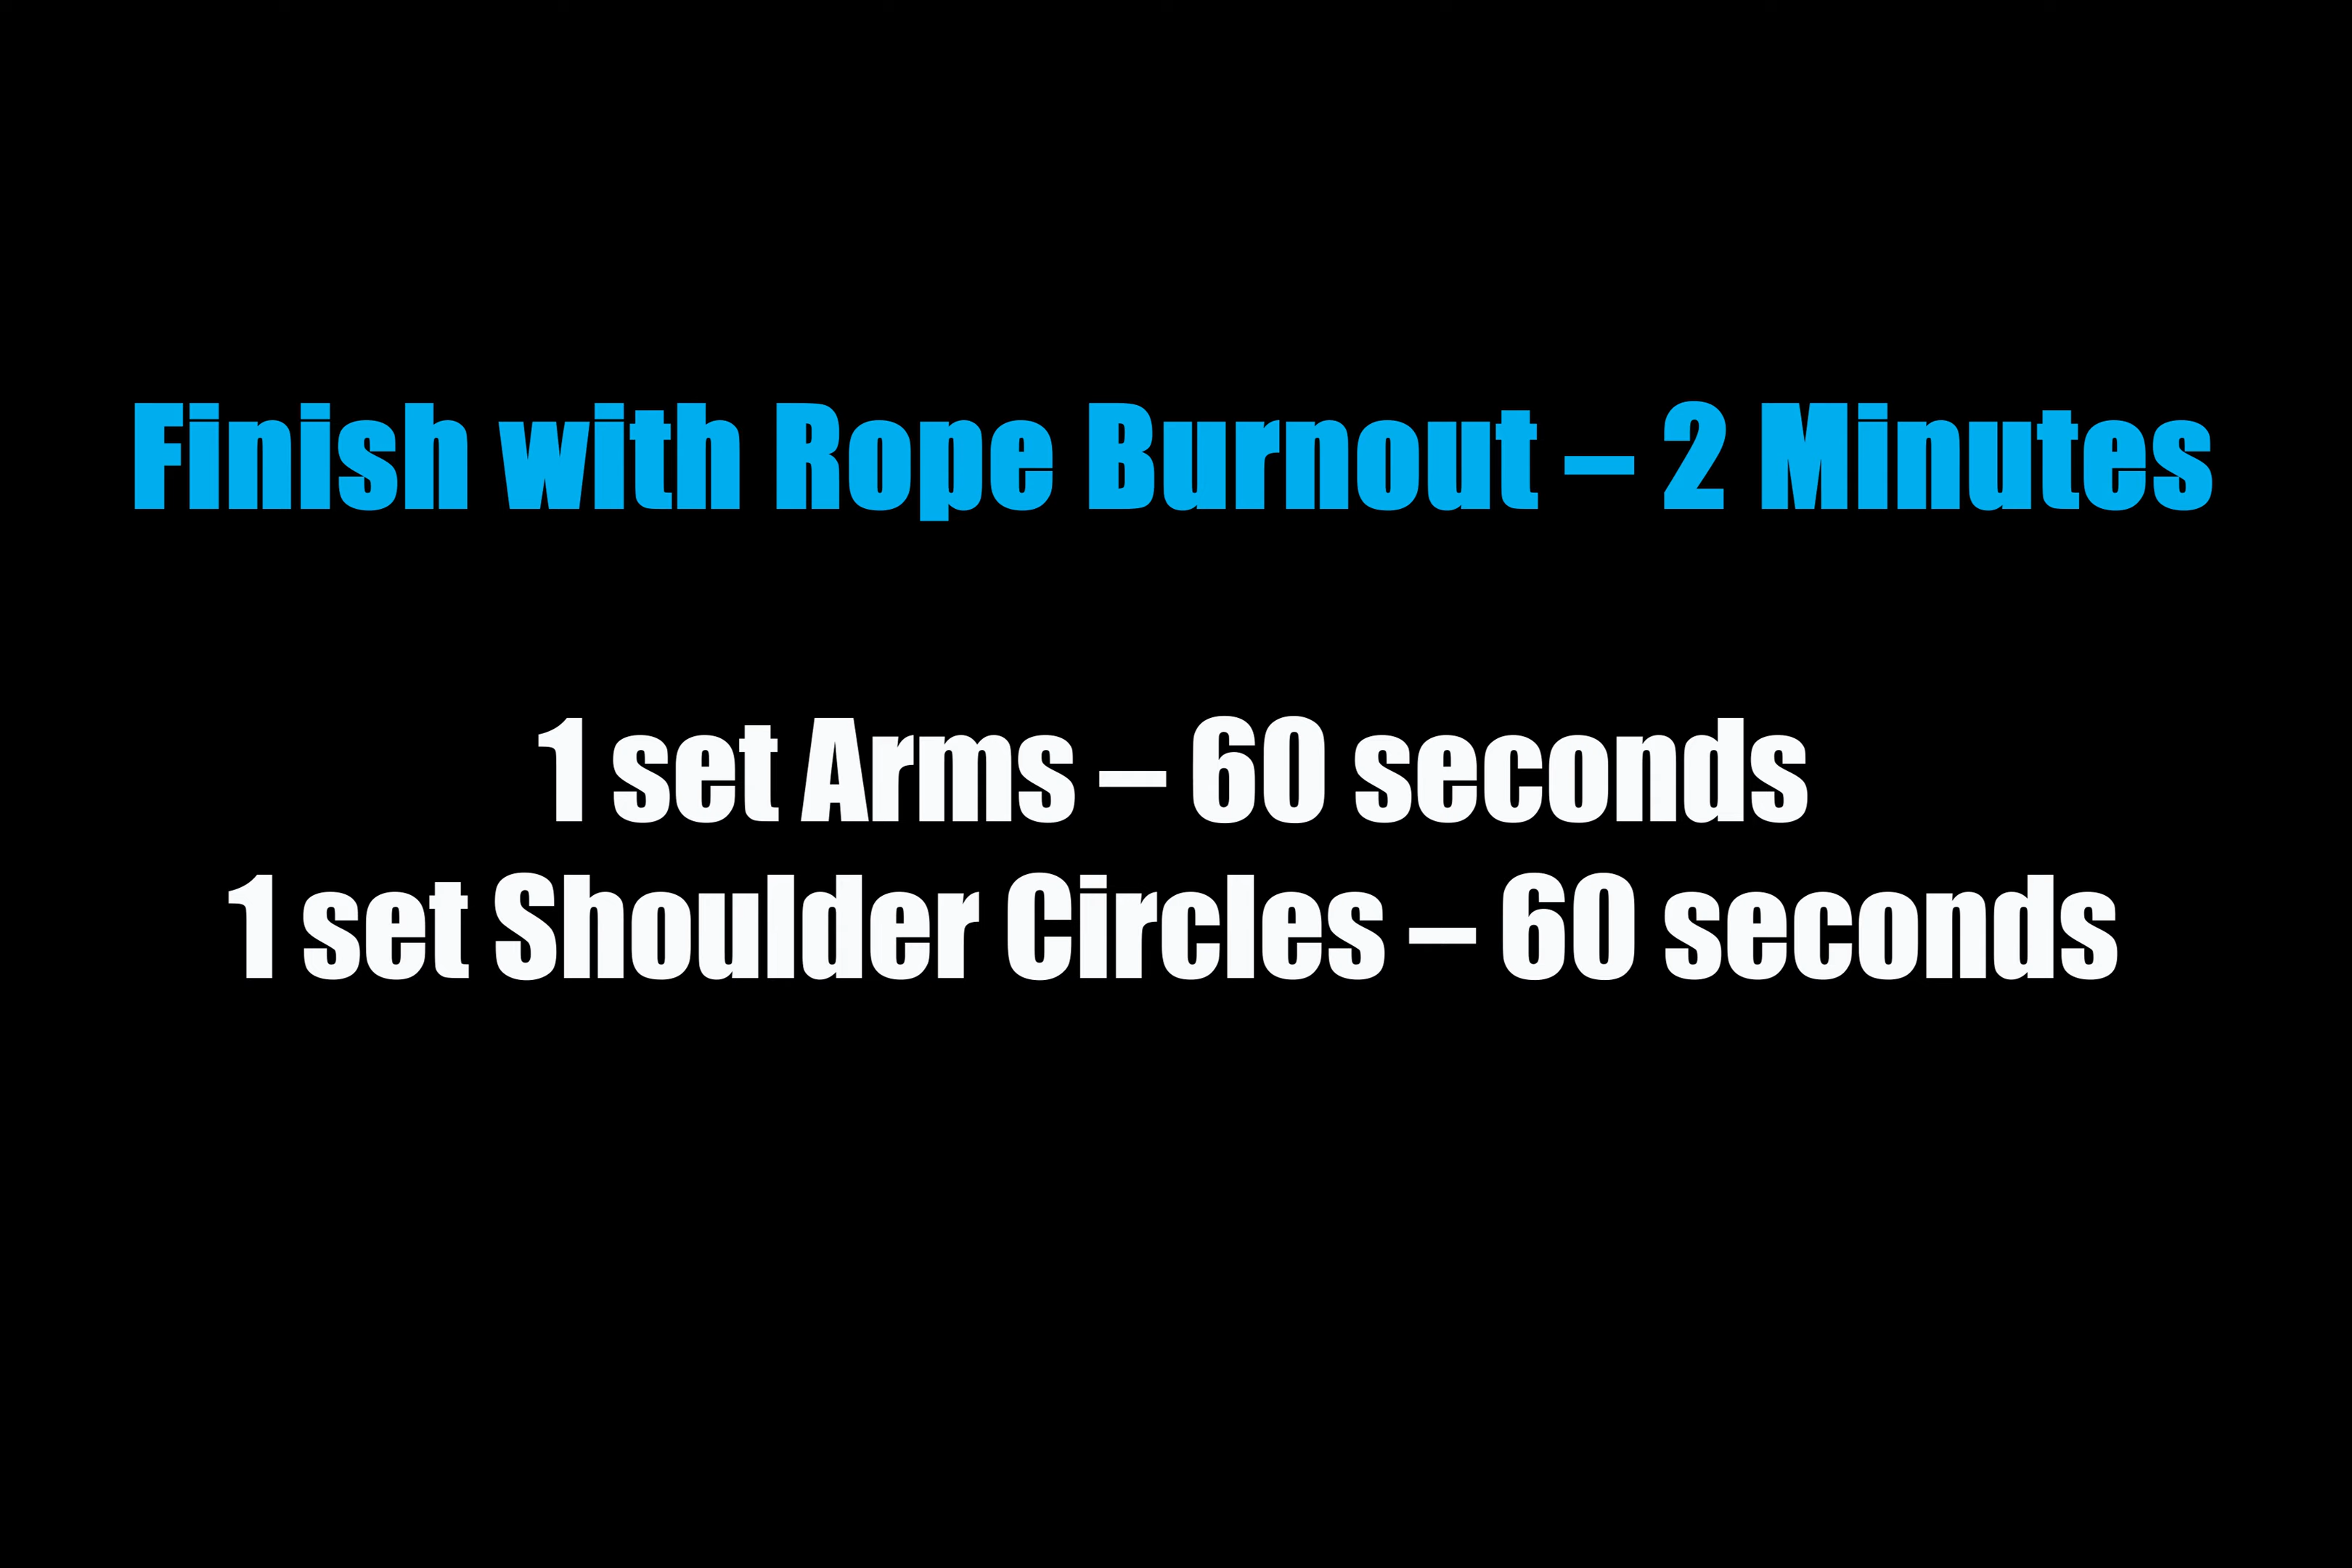 Finish with Rope Burnout – 2 Minutes
1 set Arms – 60 seconds
1 set Shoulder Circles – 60 seconds